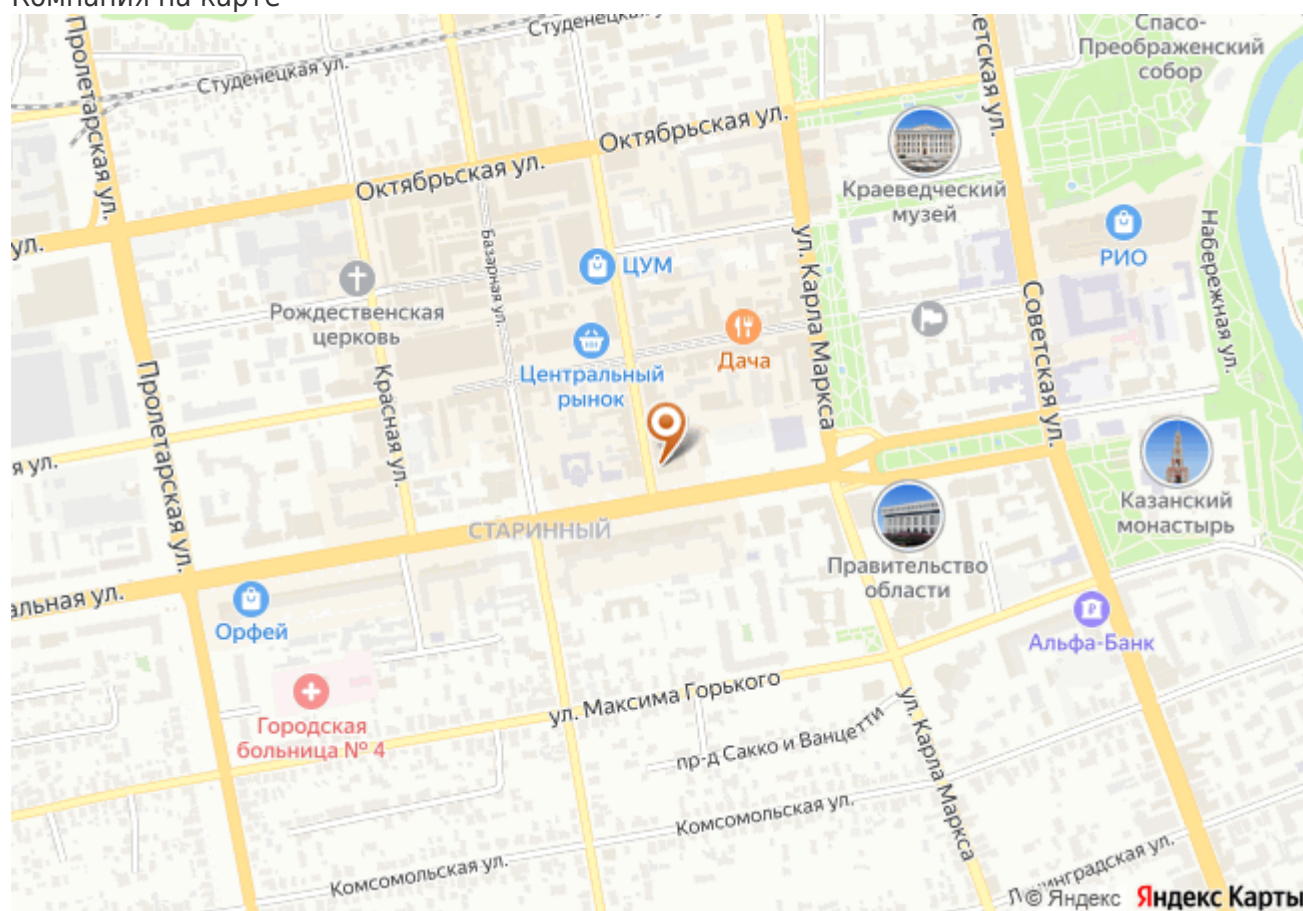 Компания на карте
Студенецкая ул.
Пролетарская ул.
Студенецкая ул.
Спасо-
Преображенский
собор
Октябрьская ул.
Октябрьская ул.
Краеведческий
музей
ул.
Базарная ул.
ЦУМ
РИО
Набережная ул.
Рождественская
церковь
ул. Карла Маркса
Советская ул.
Дача
Центральный
рынок
Красная ул.
Пролетарская ул.
Казанский
монастырь
СТАРИННЫЙ
Правительство
области
Орфей
Альфа-Банк
ул. Максима Горького
Городская
больница № 4
пр-д Сакко и Ванцетти
ул. Карла Маркса
Комсомольская ул.
Комсомольская ул.
© Яндекс Яндекс Карты